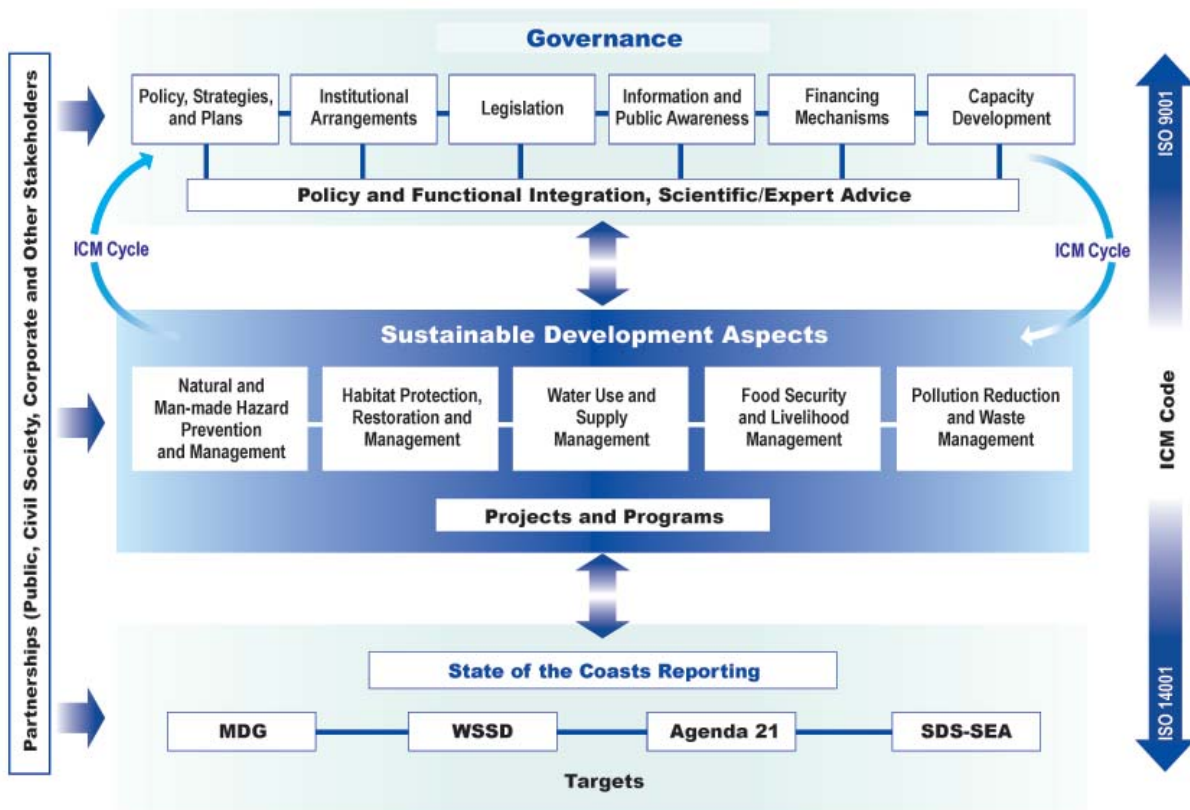 Partnerships (Public, Civil Society, Corporate and Other Stakeholders
Governance
Policy, Strategies,
and Plans
Institutional
Arrangements
Legislation
Information and
Public Awareness
Financing
Mechanisms
Capacity
Development
Policy and Functional Integration, Scientific/Expert Advice
ICM Cycle
ICM Cycle
Sustainable Development Aspects
Natural and
Man-made Hazard
Prevention
and Management
Habitat Protection,
Restoration and
Management
Water Use and
Supply
Management
Food Security
and Livelihood
Management
Pollution Reduction
and Waste
Management
Projects and Programs
State of the Coasts Reporting
MDG
WSSD
Agenda 21
SDS-SEA
Targets
ISO 9001
ICM Code
ISO 14001